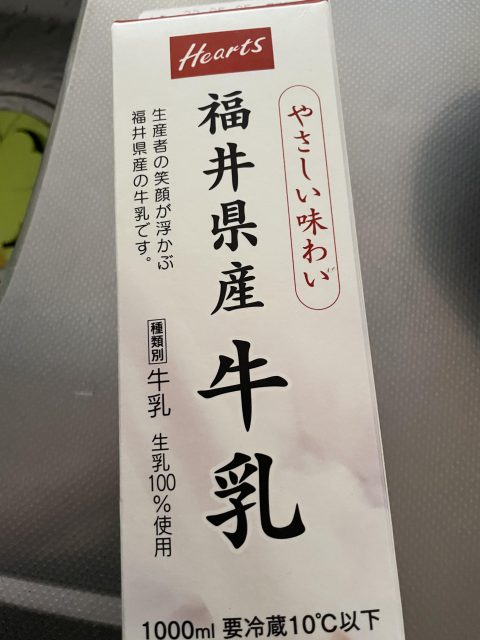 Hearts
やさしい味わい
福井県産牛乳
生産者の笑顔が浮かぶ
福井県産の牛乳です。
種類別 牛乳 生乳100%使用
1000ml 要冷蔵10℃以下